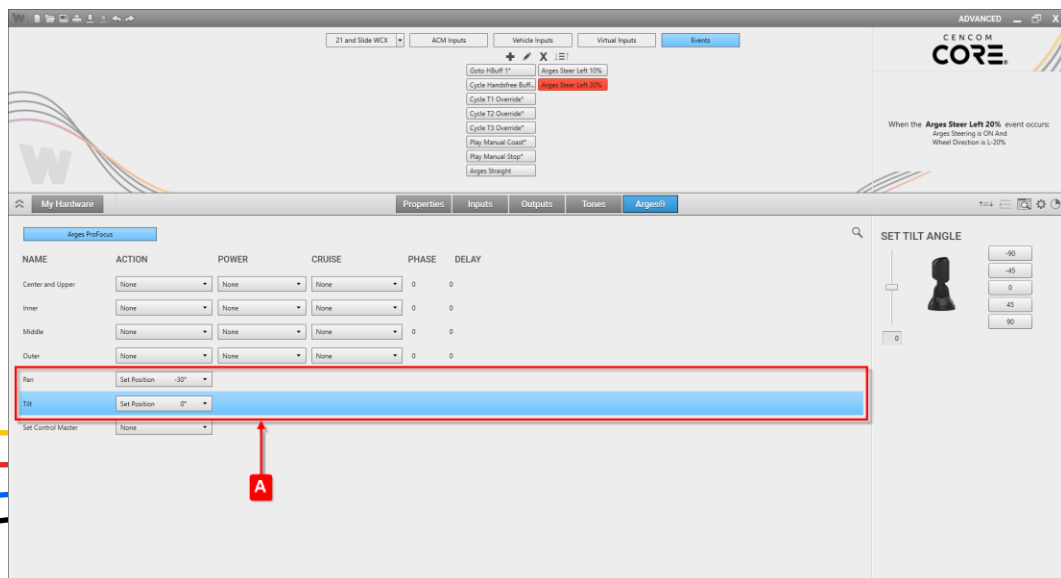 ADVANCED
21 and Slide WCX ACM Inputs Vehicle Inputs Virtual Inputs Events
Goto HBuff 1* Arges Steer Left 10%
Cycle Handsfree Buff... Arges Steer Left 20%
Cycle T1 Override*
Cycle T2 Override*
Cycle T3 Override*
Play Manual Coast*
Play Manual Stop*
Arges Straight
CENCOM
CORE®
When the Arges Steer Left 20% event occurs:
Arges Steering is ON And
Wheel Direction is L-20%
My Hardware Properties Inputs Outputs Tones Arges®
Arges ProFocus
NAME ACTION POWER CRUISE PHASE DELAY
Center and Upper None None None 0 0
Inner None None None 0 0
Middle None None None 0 0
Outer None None None 0 0
Pan Set Position -30°
Tilt Set Position 0°
Set Control Master None
A
SET TILT ANGLE
-90
-45
0
45
90
0